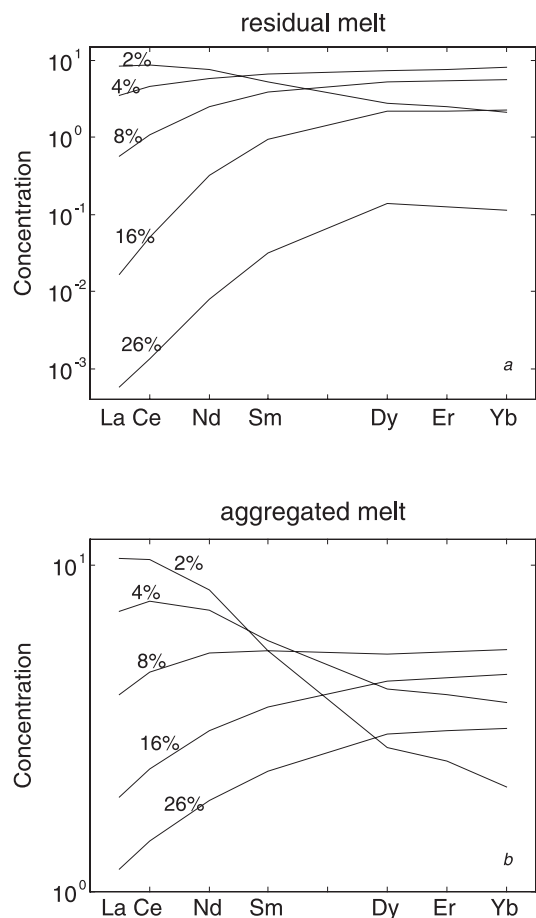 residual melt
10^1
10^0
10^-1
10^-2
10^-3
Concentration
2%
4%
8%
16%
26%
a
La Ce Nd Sm Dy Er Yb
aggregated melt
10^1
10^0
Concentration
2%
4%
8%
16%
26%
b
La Ce Nd Sm Dy Er Yb